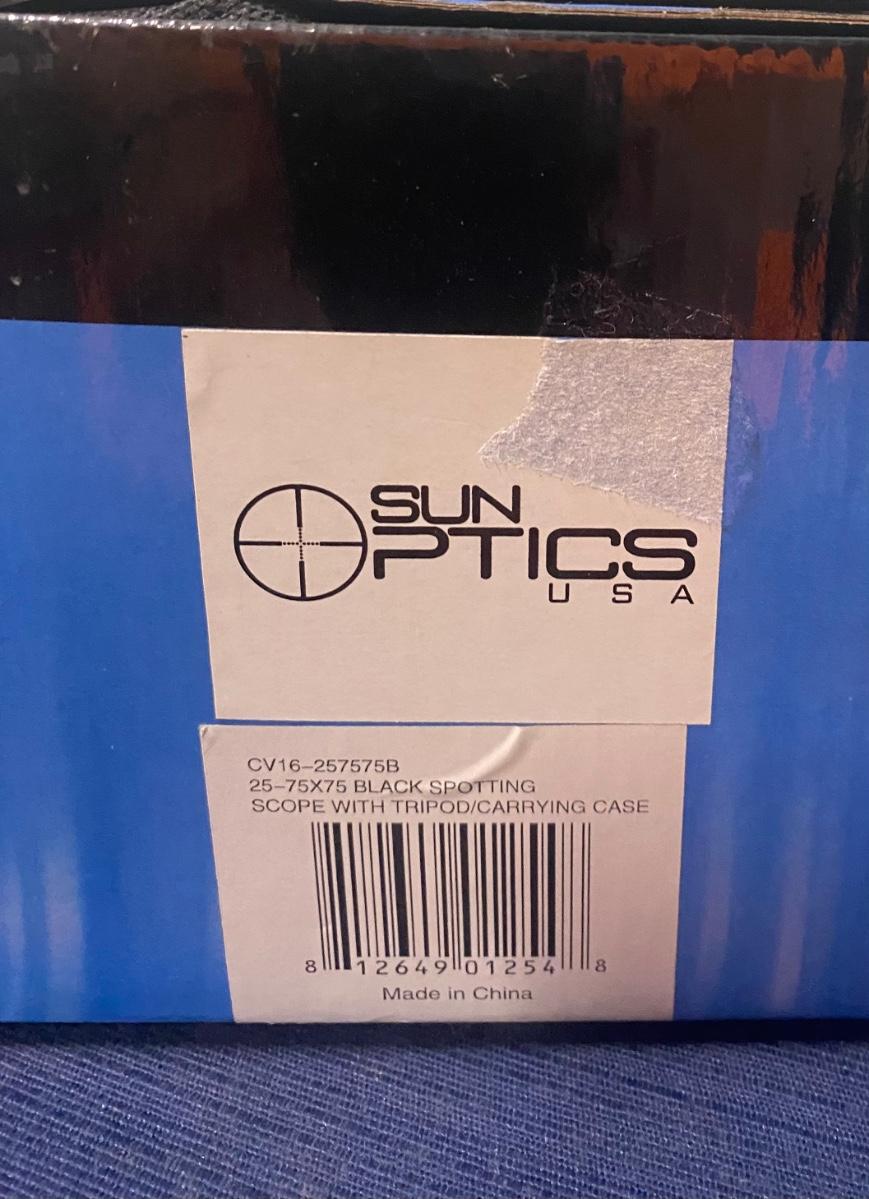 SUN
OPTICS
USA
CV16-257575B
25-75X75 BLACK SPOTTING
SCOPE WITH TRIPOD/CARRYING CASE
8 12649 01254 8
Made in China